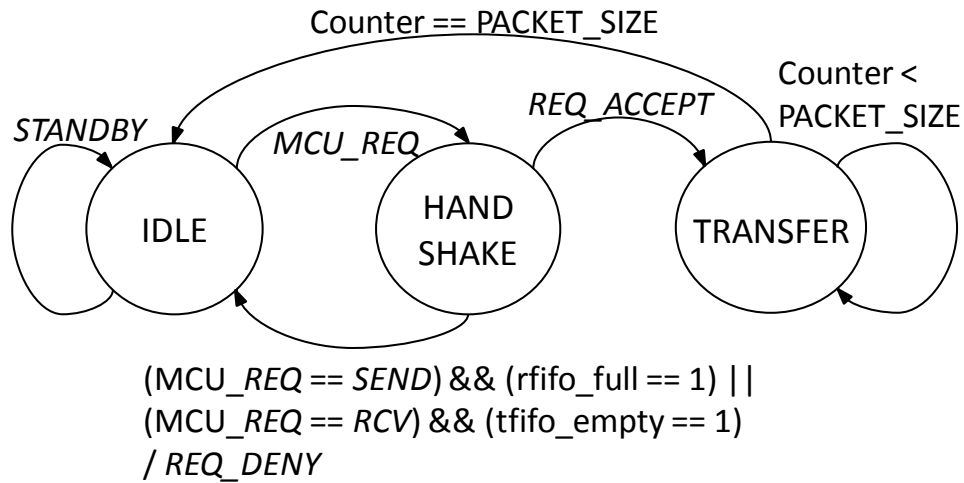 Counter == PACKET_SIZE
Counter <
PACKET_SIZE
STANDBY
MCU_REQ
REQ_ACCEPT
IDLE
HAND
SHAKE
TRANSFER
(MCU_REQ == SEND) && (rfifo_full == 1) ||
(MCU_REQ == RCV) && (tfifo_empty == 1)
/ REQ_DENY